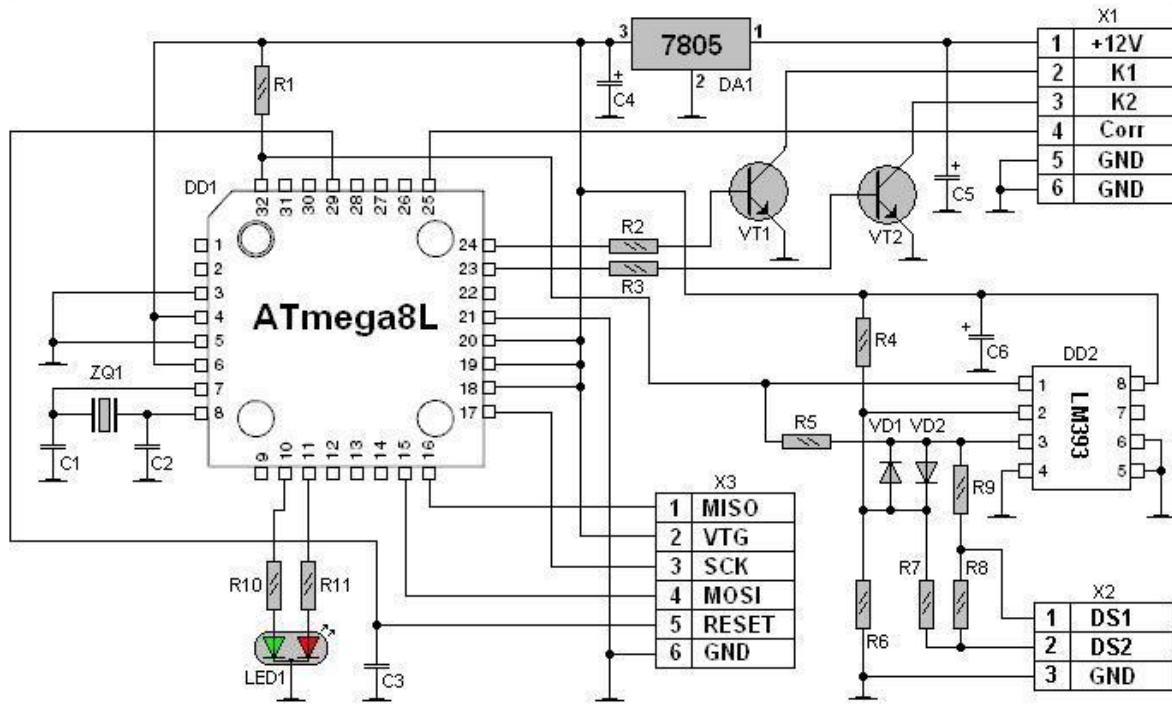 X1
1 +12V
2 K1
3 K2
4 Corr
5 GND
6 GND
3 7805 1
2
DA1
C4
C5
R1
DD1
32 31 30 29 28 27 26 25
1
2
3
4
5
6
7
8
24
23
22
21
20
19
18
17
9 10 11 12 13 14 15 16
ATmega8L
R2
R3
VT1
VT2
ZQ1
C1
C2
R4
C6
DD2
LM393
1
2
3
4
8
7
6
5
R5
VD1 VD2
R9
R7
R8
R6
X3
1 MISO
2 VTG
3 SCK
4 MOSI
5 RESET
6 GND
R10
R11
LED1
C3
X2
1 DS1
2 DS2
3 GND